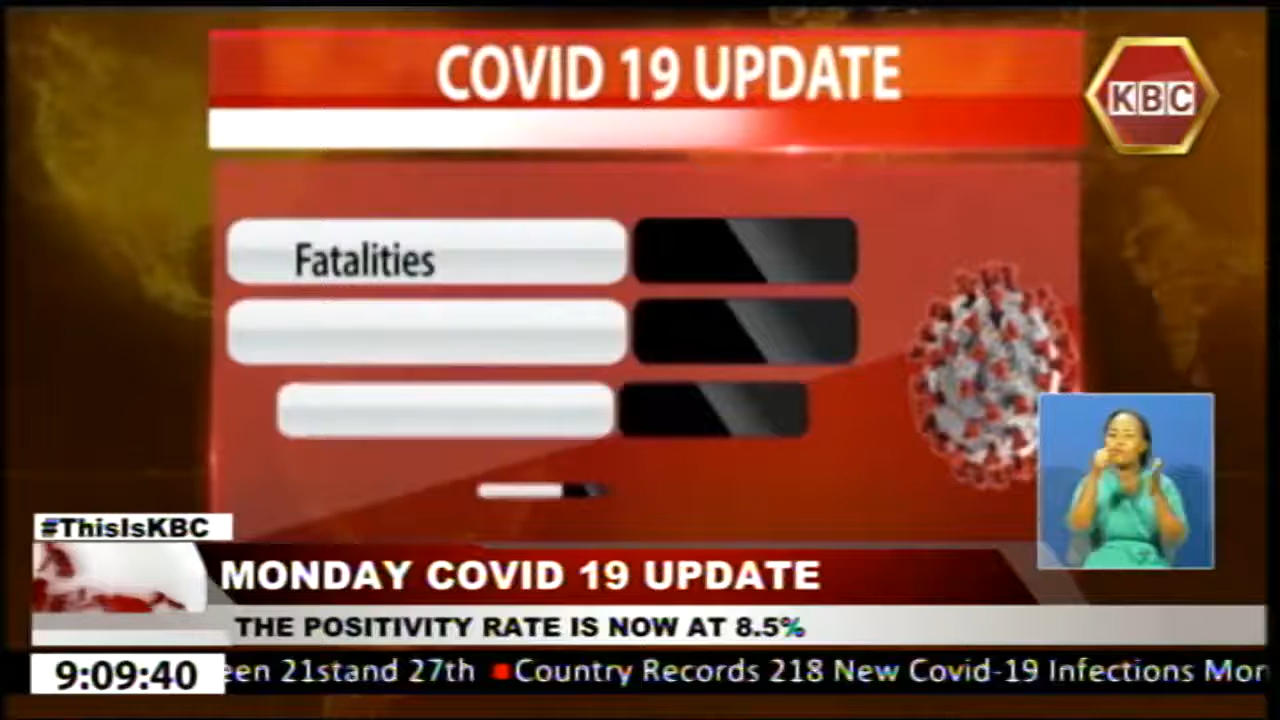 COVID 19 UPDATE
KBC
Fatalities
#ThisIsKBC
MONDAY COVID 19 UPDATE
THE POSITIVITY RATE IS NOW AT 8.5%
9:09:40
een 21stand 27th ■ Country Records 218 New Covid-19 Infections Mon